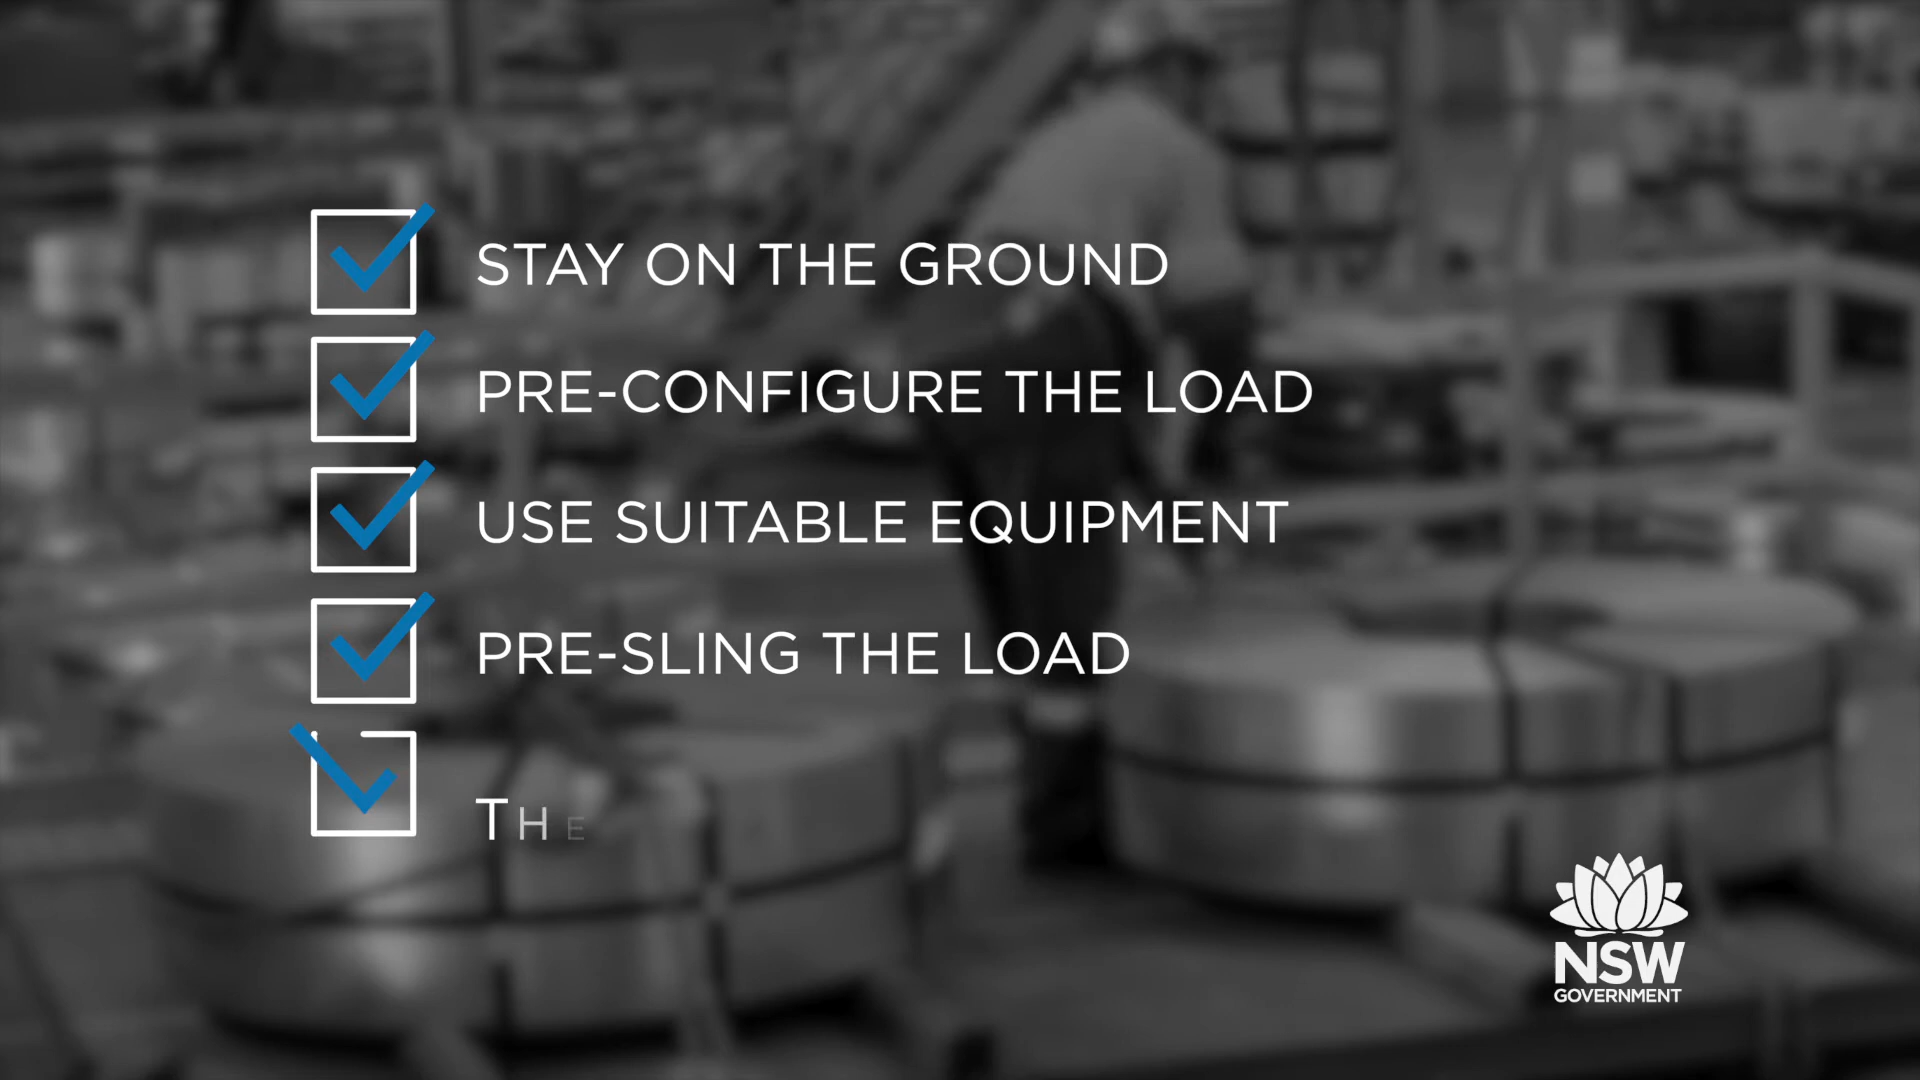 STAY ON THE GROUND
PRE-CONFIGURE THE LOAD
USE SUITABLE EQUIPMENT
PRE-SLING THE LOAD
THE
NSW
GOVERNMENT